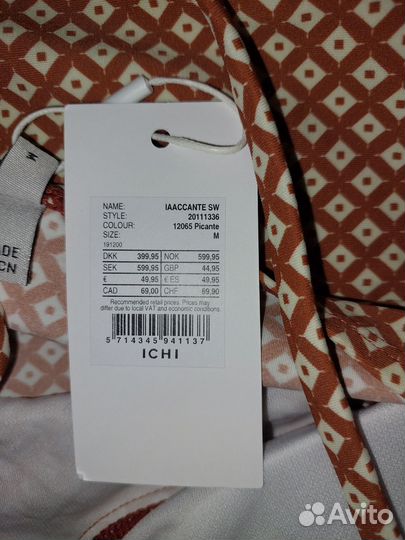 NAME: IAACCANTE SW
STYLE: 20111336
COLOUR: 12065 Picante
SIZE: M
191200
DKK 399,95 NOK 599,95
SEK 599,95 GBP 44,95
€ 49,95 € ES 49,95
CAD 69,00 CHF 69,90
Recommended retail prices. Prices may
differ due to local VAT and economic conditions.
5 714345 941137
ICHI
M
ADE
CN
Avito